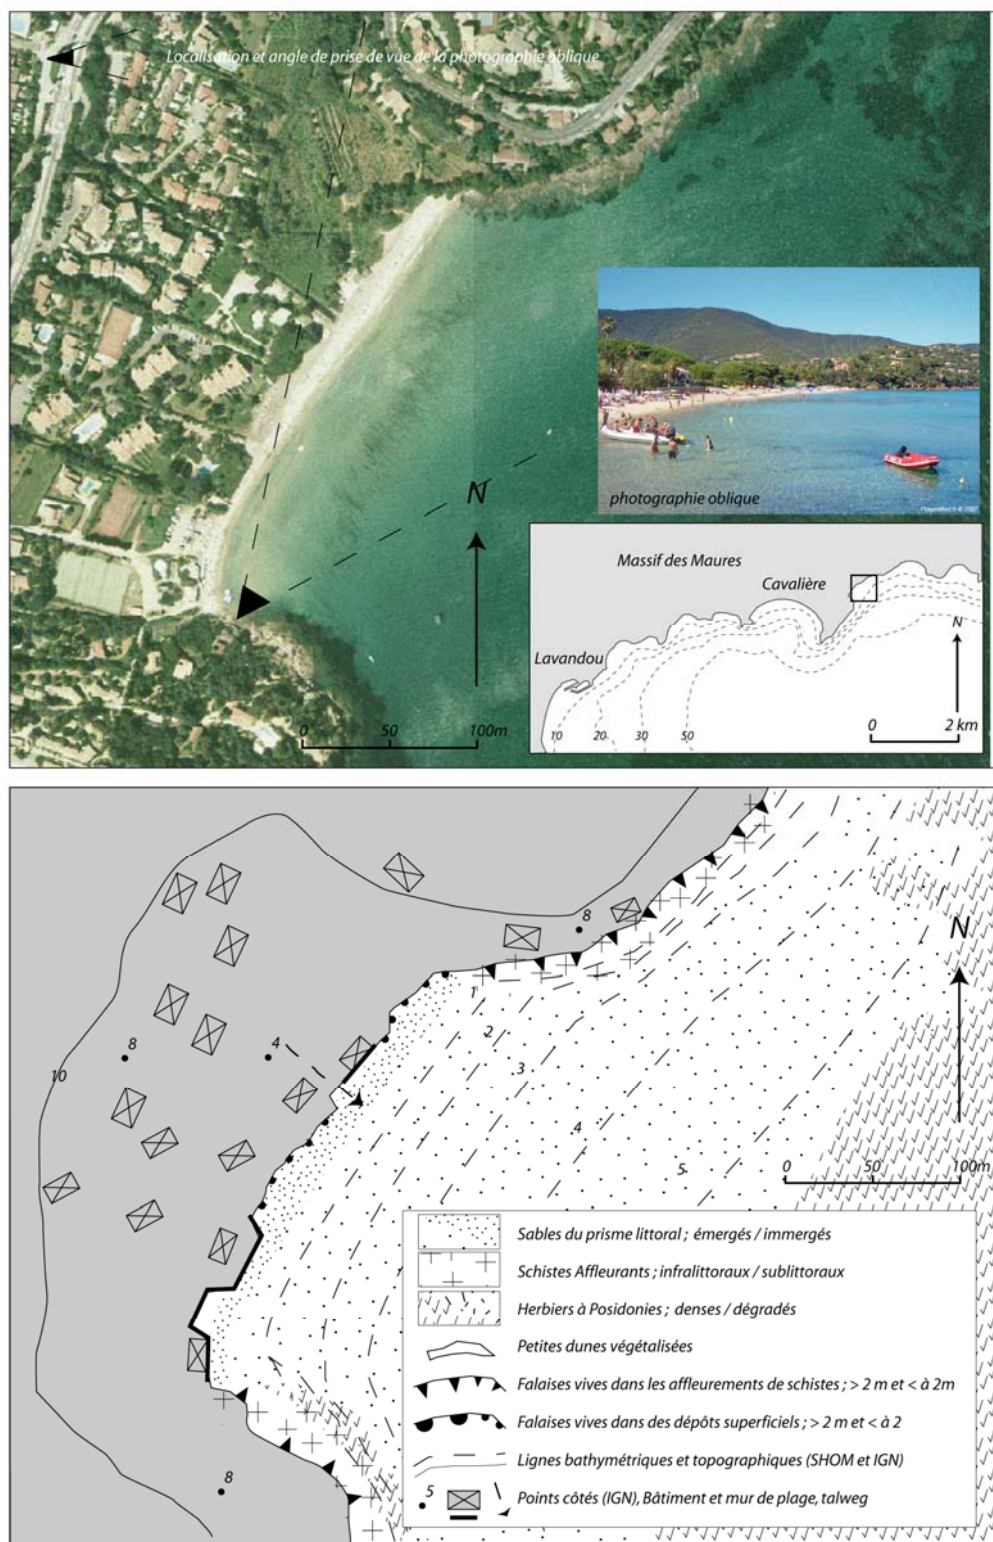 Localisation et angle de prise de vue de la photographie oblique
N
photographie oblique
PlagesMed.fr © 2007
Massif des Maures
Cavalière
Lavandou
N
10 20 30 50
0 2 km
0 50 100m
8
N
1
2
8 4
3
10
4
5
0 50 100m
Sables du prisme littoral ; émergés / immergés
Schistes Affleurants ; infralittoraux / sublittoraux
Herbiers à Posidonies ; denses / dégradés
Petites dunes végétalisées
Falaises vives dans les affleurements de schistes ; > 2 m et < à 2m
Falaises vives dans des dépôts superficiels ; > 2 m et < à 2
Lignes bathymétriques et topographiques (SHOM et IGN)
5 Points côtés (IGN), Bâtiment et mur de plage, talweg
8